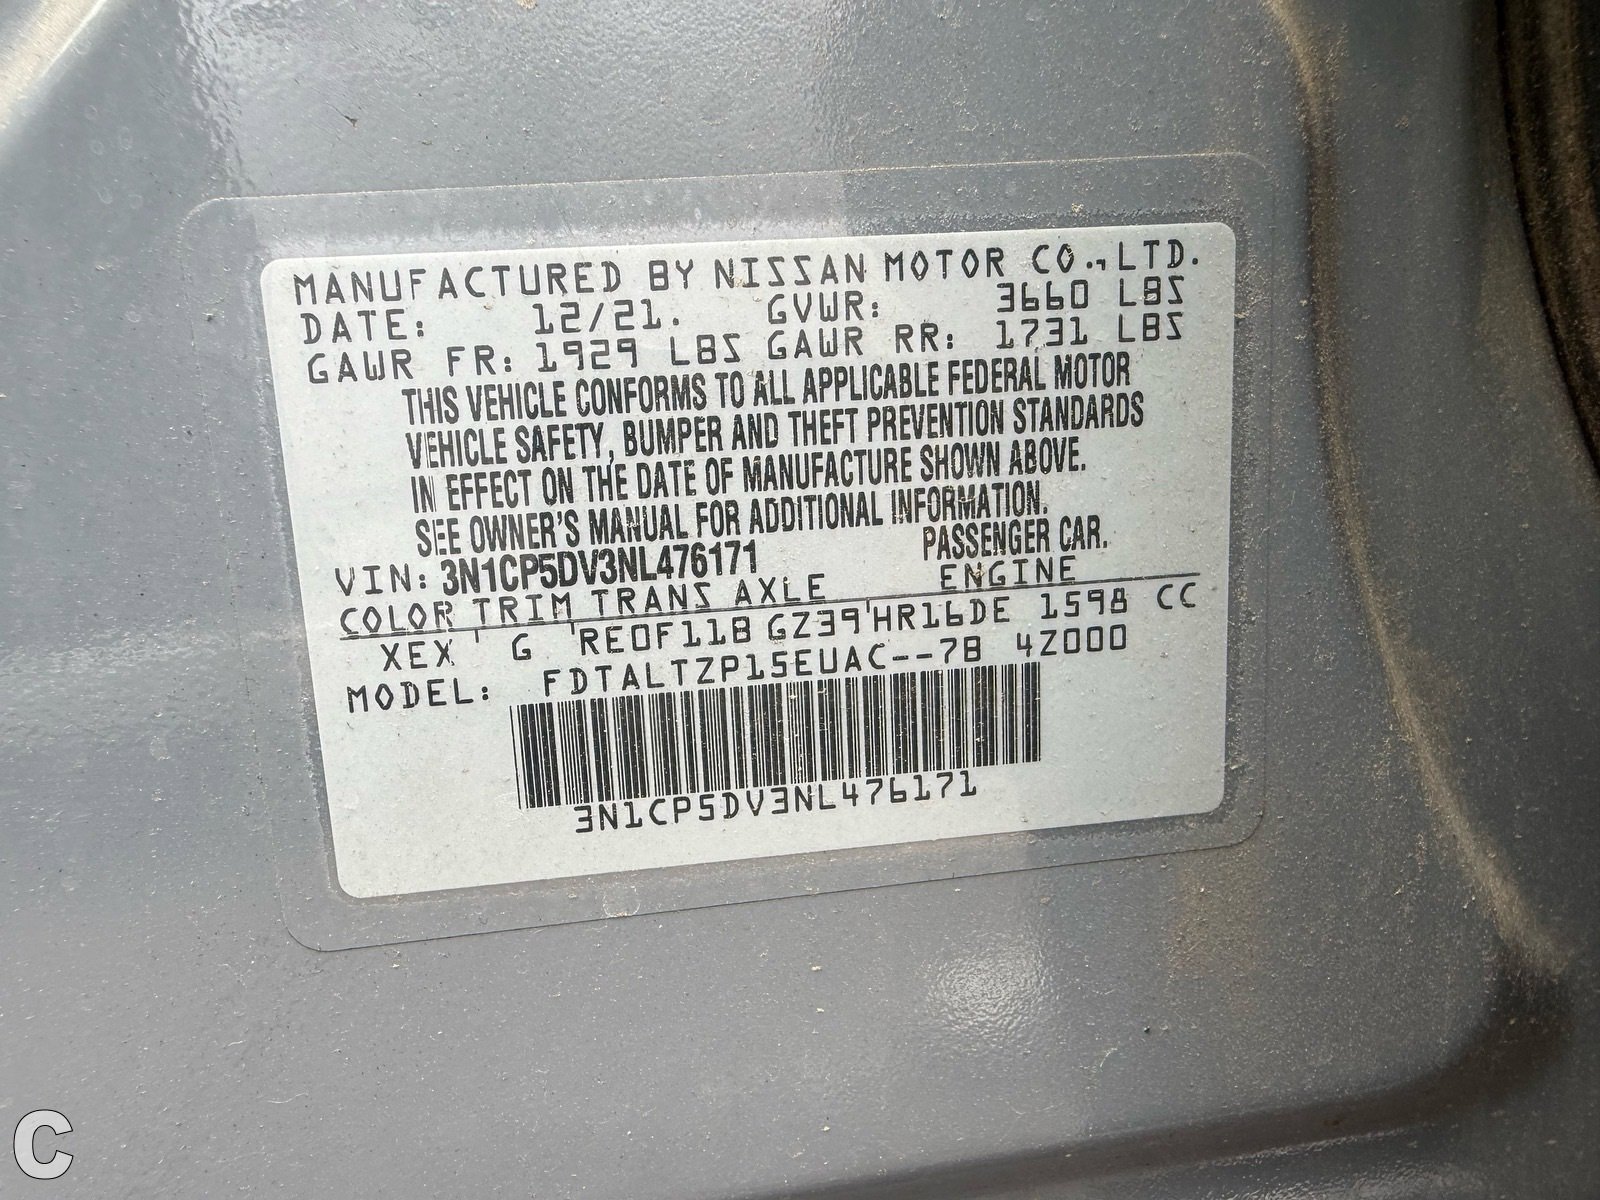 MANUFACTURED BY NISSAN MOTOR CO., LTD.
DATE: 12/21. GVWR: 3660 LBS
GAWR FR: 1929 LBS GAWR RR: 1731 LBS
THIS VEHICLE CONFORMS TO ALL APPLICABLE FEDERAL MOTOR
VEHICLE SAFETY, BUMPER AND THEFT PREVENTION STANDARDS
IN EFFECT ON THE DATE OF MANUFACTURE SHOWN ABOVE.
SEE OWNER'S MANUAL FOR ADDITIONAL INFORMATION.
VIN: 3N1CP5DV3NL476171 PASSENGER CAR.
COLOR TRIM TRANS AXLE ENGINE
XEX ' G 'RE0F11B GZ39'HR16DE 1598 CC
MODEL: FDTALTZP15EUAC--7B 4Z000
3N1CP5DV3NL476171
C